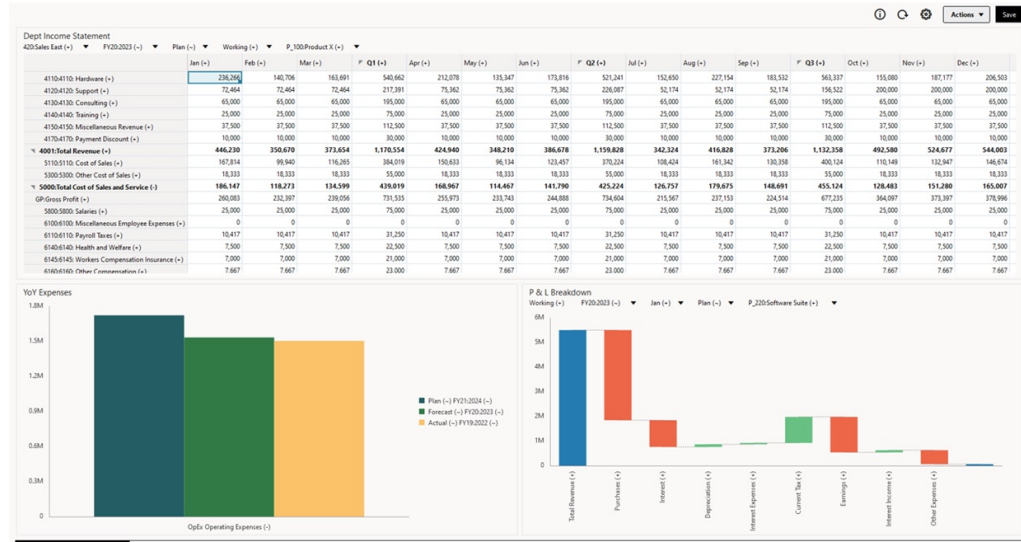 Actions ▼ Save
Dept Income Statement
420:Sales East (+) ▼ FY20:2023 (~) ▼ Plan (~) ▼ Working (+) ▼ P_100:Product X (+) ▼
Jan (+) Feb (+) Mar (+) Q1 (+) Apr (+) May (+) Jun (+) Q2 (+) Jul (+) Aug (+) Sep (+) Q3 (+) Oct (+) Nov (+) Dec (+)
4110:4110: Hardware (+) 236,266 140,706 163,691 540,662 212,078 135,347 173,816 521,241 152,650 227,154 183,532 563,337 155,080 187,177 206,503
4120:4120: Support (+) 72,464 72,464 72,464 217,391 75,362 75,362 75,362 226,087 52,174 52,174 52,174 156,522 200,000 200,000 200,000
4130:4130: Consulting (+) 65,000 65,000 65,000 195,000 65,000 65,000 65,000 195,000 65,000 65,000 65,000 195,000 65,000 65,000 65,000
4140:4140: Training (+) 25,000 25,000 25,000 75,000 25,000 25,000 25,000 75,000 25,000 25,000 25,000 75,000 25,000 25,000 25,000
4150:4150: Miscellaneous Revenue (+) 37,500 37,500 37,500 112,500 37,500 37,500 37,500 112,500 37,500 37,500 37,500 112,500 37,500 37,500 37,500
4170:4170: Payment Discount (+) 10,000 10,000 10,000 30,000 10,000 10,000 10,000 30,000 10,000 10,000 10,000 30,000 10,000 10,000 10,000
4001:Total Revenue (+) 446,230 350,670 373,654 1,170,554 424,940 348,210 386,678 1,159,828 342,324 416,828 373,206 1,132,358 492,580 524,677 544,003
5110:5110: Cost of Sales (+) 167,814 99,940 116,265 384,019 150,633 96,134 123,457 370,224 108,424 161,342 130,358 400,124 110,149 132,947 146,674
5300:5300: Other Cost of Sales (+) 18,333 18,333 18,333 55,000 18,333 18,333 18,333 55,000 18,333 18,333 18,333 55,000 18,333 18,333 18,333
5000:Total Cost of Sales and Service (-) 186,147 118,273 134,599 439,019 168,967 114,467 141,790 425,224 126,757 179,675 148,691 455,124 128,483 151,280 165,007
GP:Gross Profit (+) 260,083 232,397 239,056 731,535 255,973 233,743 244,888 734,604 215,567 237,153 224,514 677,235 364,097 373,397 378,996
5800:5800: Salaries (+) 25,000 25,000 25,000 75,000 25,000 25,000 25,000 75,000 25,000 25,000 25,000 75,000 25,000 25,000 25,000
6100:6100: Miscellaneous Employee Expenses (+) 0 0 0 0 0 0 0 0 0 0 0 0 0 0 0
6110:6110: Payroll Taxes (+) 10,417 10,417 10,417 31,250 10,417 10,417 10,417 31,250 10,417 10,417 10,417 31,250 10,417 10,417 10,417
6140:6140: Health and Welfare (+) 7,500 7,500 7,500 22,500 7,500 7,500 7,500 22,500 7,500 7,500 7,500 22,500 7,500 7,500 7,500
6145:6145: Workers Compensation Insurance (+) 7,000 7,000 7,000 21,000 7,000 7,000 7,000 21,000 7,000 7,000 7,000 21,000 7,000 7,000 7,000
6160:6160: Other Compensation (+) 7,667 7,667 7,667 23,000 7,667 7,667 7,667 23,000 7,667 7,667 7,667 23,000 7,667 7,667 7,667
YoY Expenses
1.8M
1.5M
1.2M
0.9M
0.6M
0.3M
0
OpEx Operating Expenses (-)
Plan (~) FY21:2024 (~)
Forecast (~) FY20:2023 (~)
Actual (~) FY19:2022 (~)
P & L Breakdown
Working (+) FY20:2023 (~) ▼ Jan (+) ▼ Plan (~) ▼ P_220:Software Suite (+) ▼
6M
5M
4M
3M
2M
1M
0
Total Revenue (+)
Purchases (+)
Interest (+)
Depreciation (+)
Interest Expenses (+)
Current Tax (+)
Earnings (+)
Interest Income (+)
Other Expenses (+)